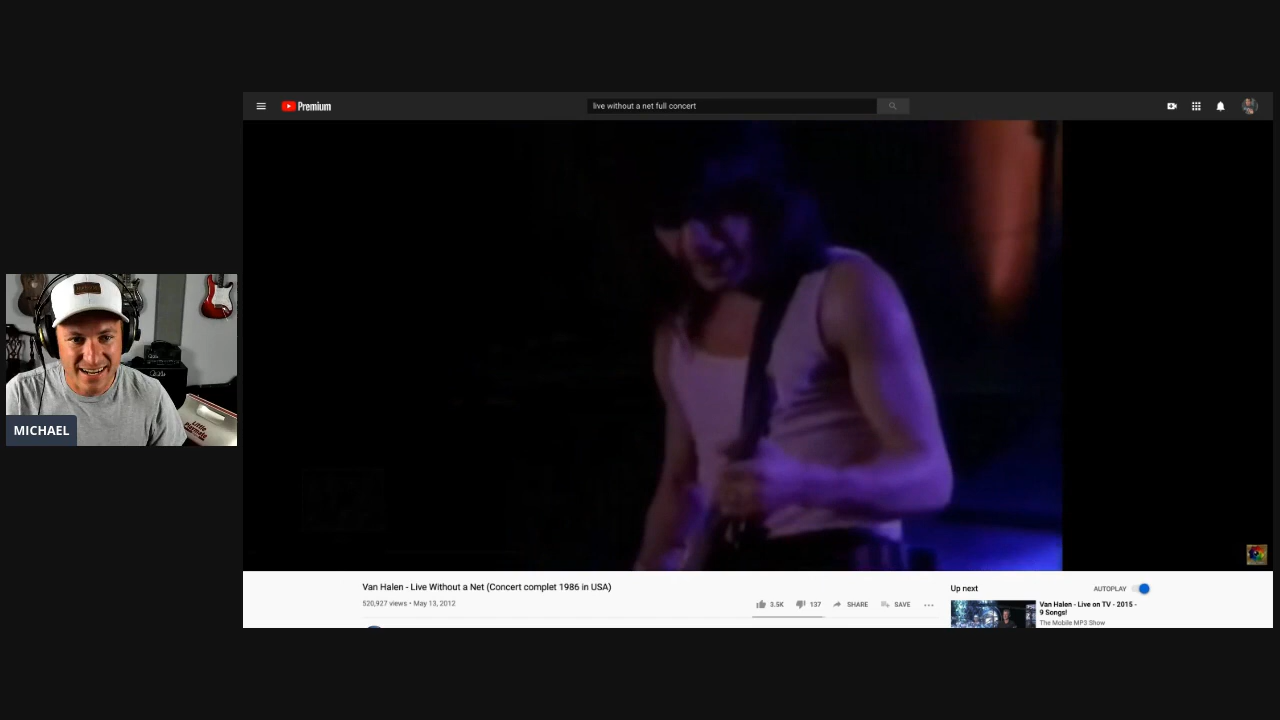 Premium
live without a net full concert
MICHAEL
Van Halen - Live Without a Net (Concert complet 1986 in USA)
520,927 views • May 13, 2012
3.5K
137
SHARE
SAVE
Up next
AUTOPLAY
Van Halen - Live on TV - 2015 -
9 Songs!
The Mobile MP3 Show